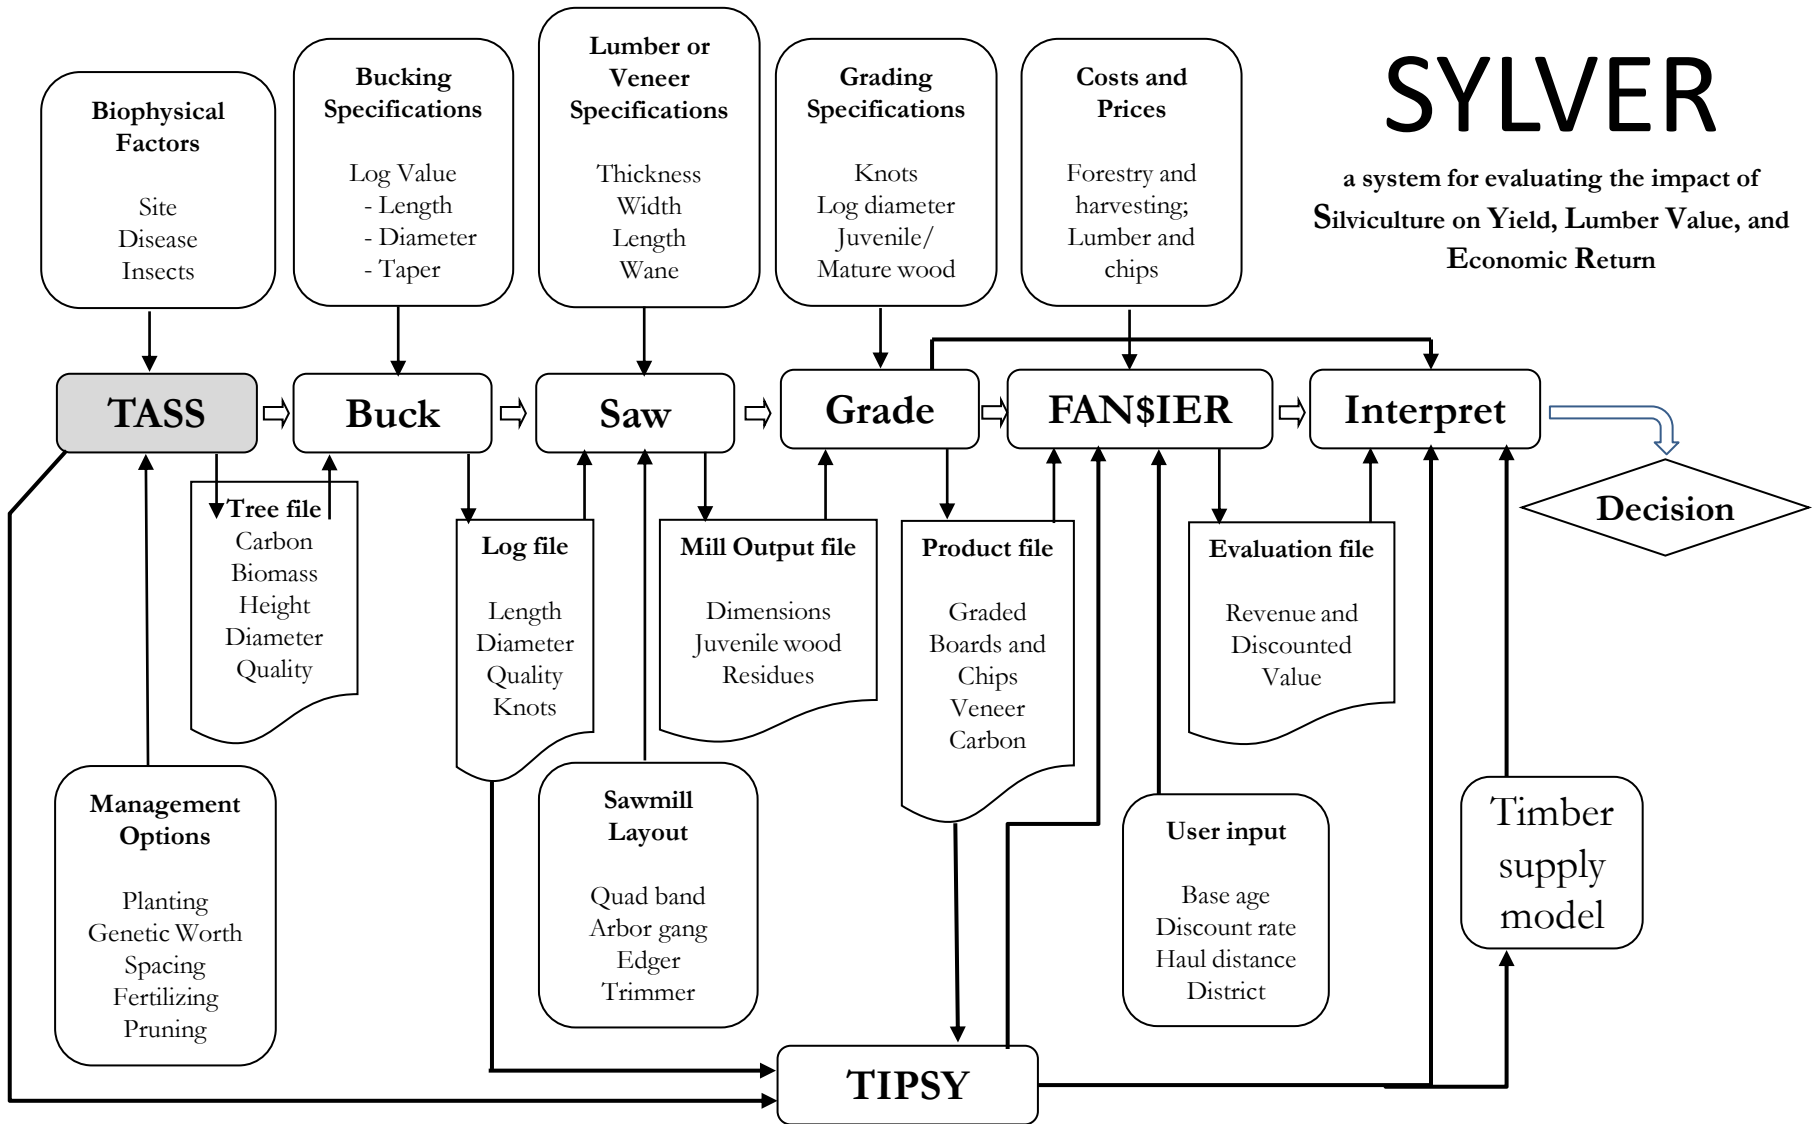 SYLVER
a system for evaluating the impact of
Silviculture on Yield, Lumber Value, and
Economic Return
Biophysical
Factors
Site
Disease
Insects
Bucking
Specifications
Log Value
- Length
- Diameter
- Taper
Lumber or
Veneer
Specifications
Thickness
Width
Length
Wane
Grading
Specifications
Knots
Log diameter
Juvenile/
Mature wood
Costs and
Prices
Forestry and
harvesting;
Lumber and
chips
TASS
Buck
Saw
Grade
FAN$IER
Interpret
Decision
Tree file
Carbon
Biomass
Height
Diameter
Quality
Log file
Length
Diameter
Quality
Knots
Mill Output file
Dimensions
Juvenile wood
Residues
Product file
Graded
Boards and
Chips
Veneer
Carbon
Evaluation file
Revenue and
Discounted
Value
Management
Options
Planting
Genetic Worth
Spacing
Fertilizing
Pruning
Sawmill
Layout
Quad band
Arbor gang
Edger
Trimmer
User input
Base age
Discount rate
Haul distance
District
Timber
supply
model
TIPSY